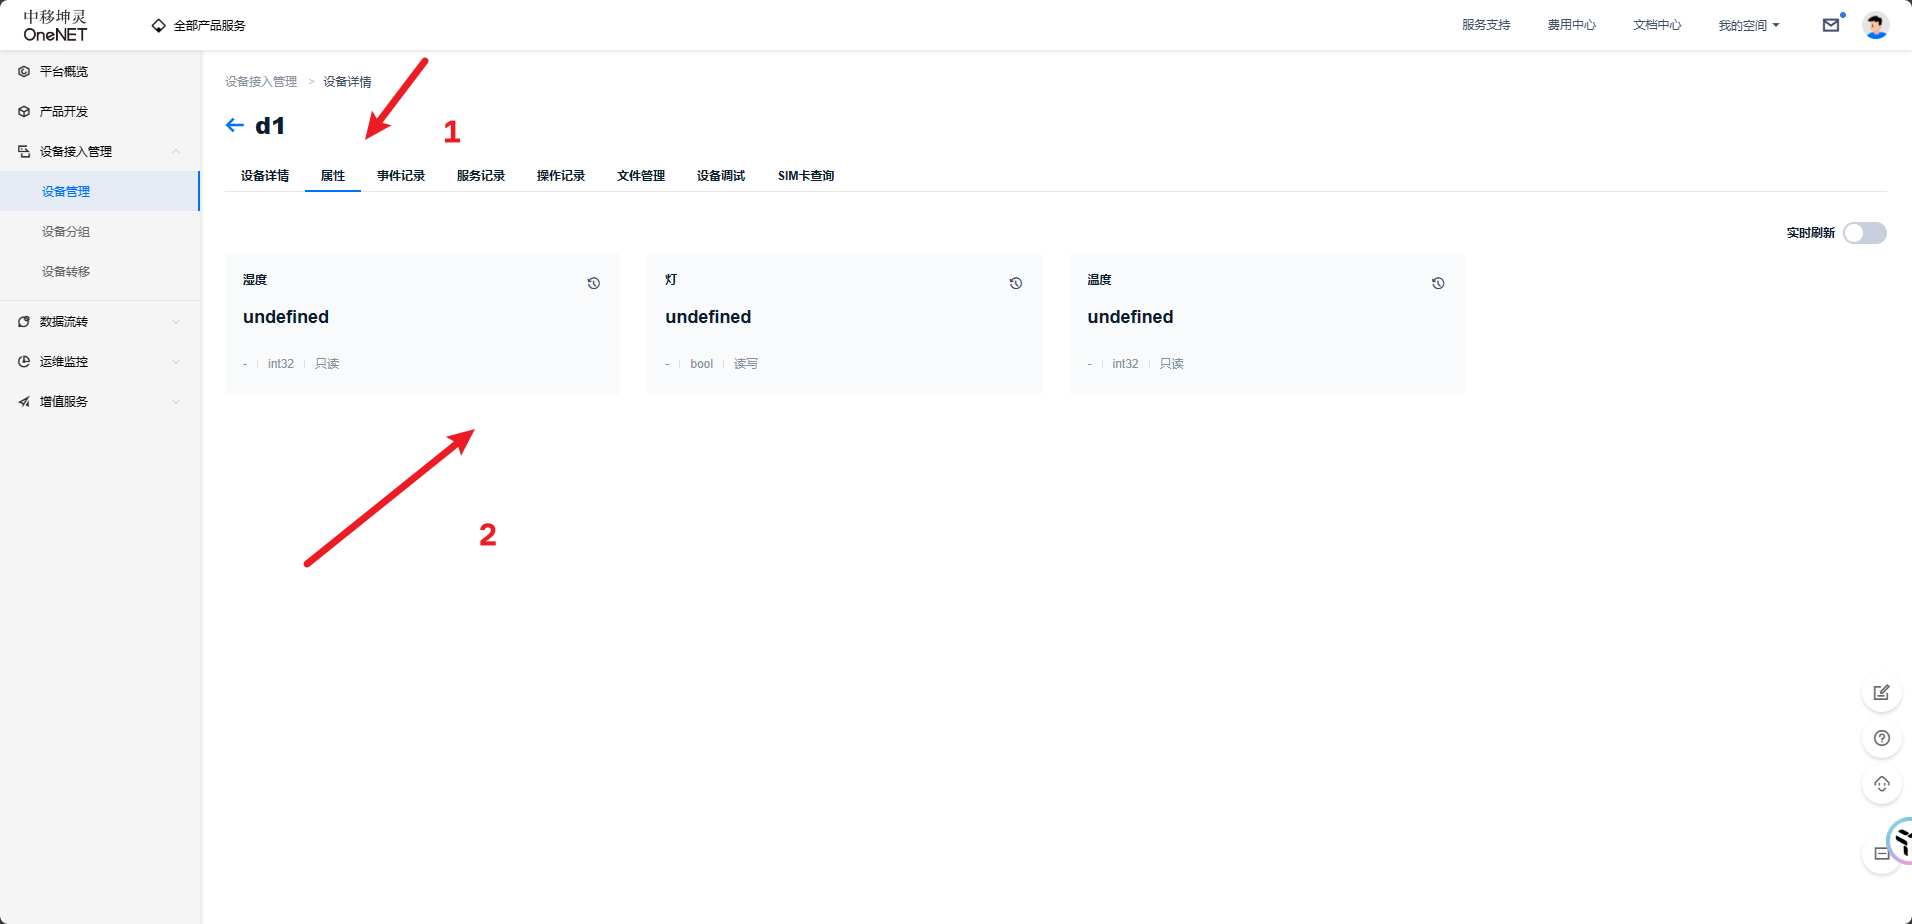 中移坤灵
OneNET
全部产品服务
服务支持
费用中心
文档中心
我的空间
平台概览
产品开发
设备接入管理
设备管理
设备分组
设备转移
数据流转
运维监控
增值服务
设备接入管理 > 设备详情
d1
1
设备详情 属性 事件记录 服务记录 操作记录 文件管理 设备调试 SIM卡查询
实时刷新
湿度
undefined
- int32 只读
灯
undefined
- bool 读写
温度
undefined
- int32 只读
2